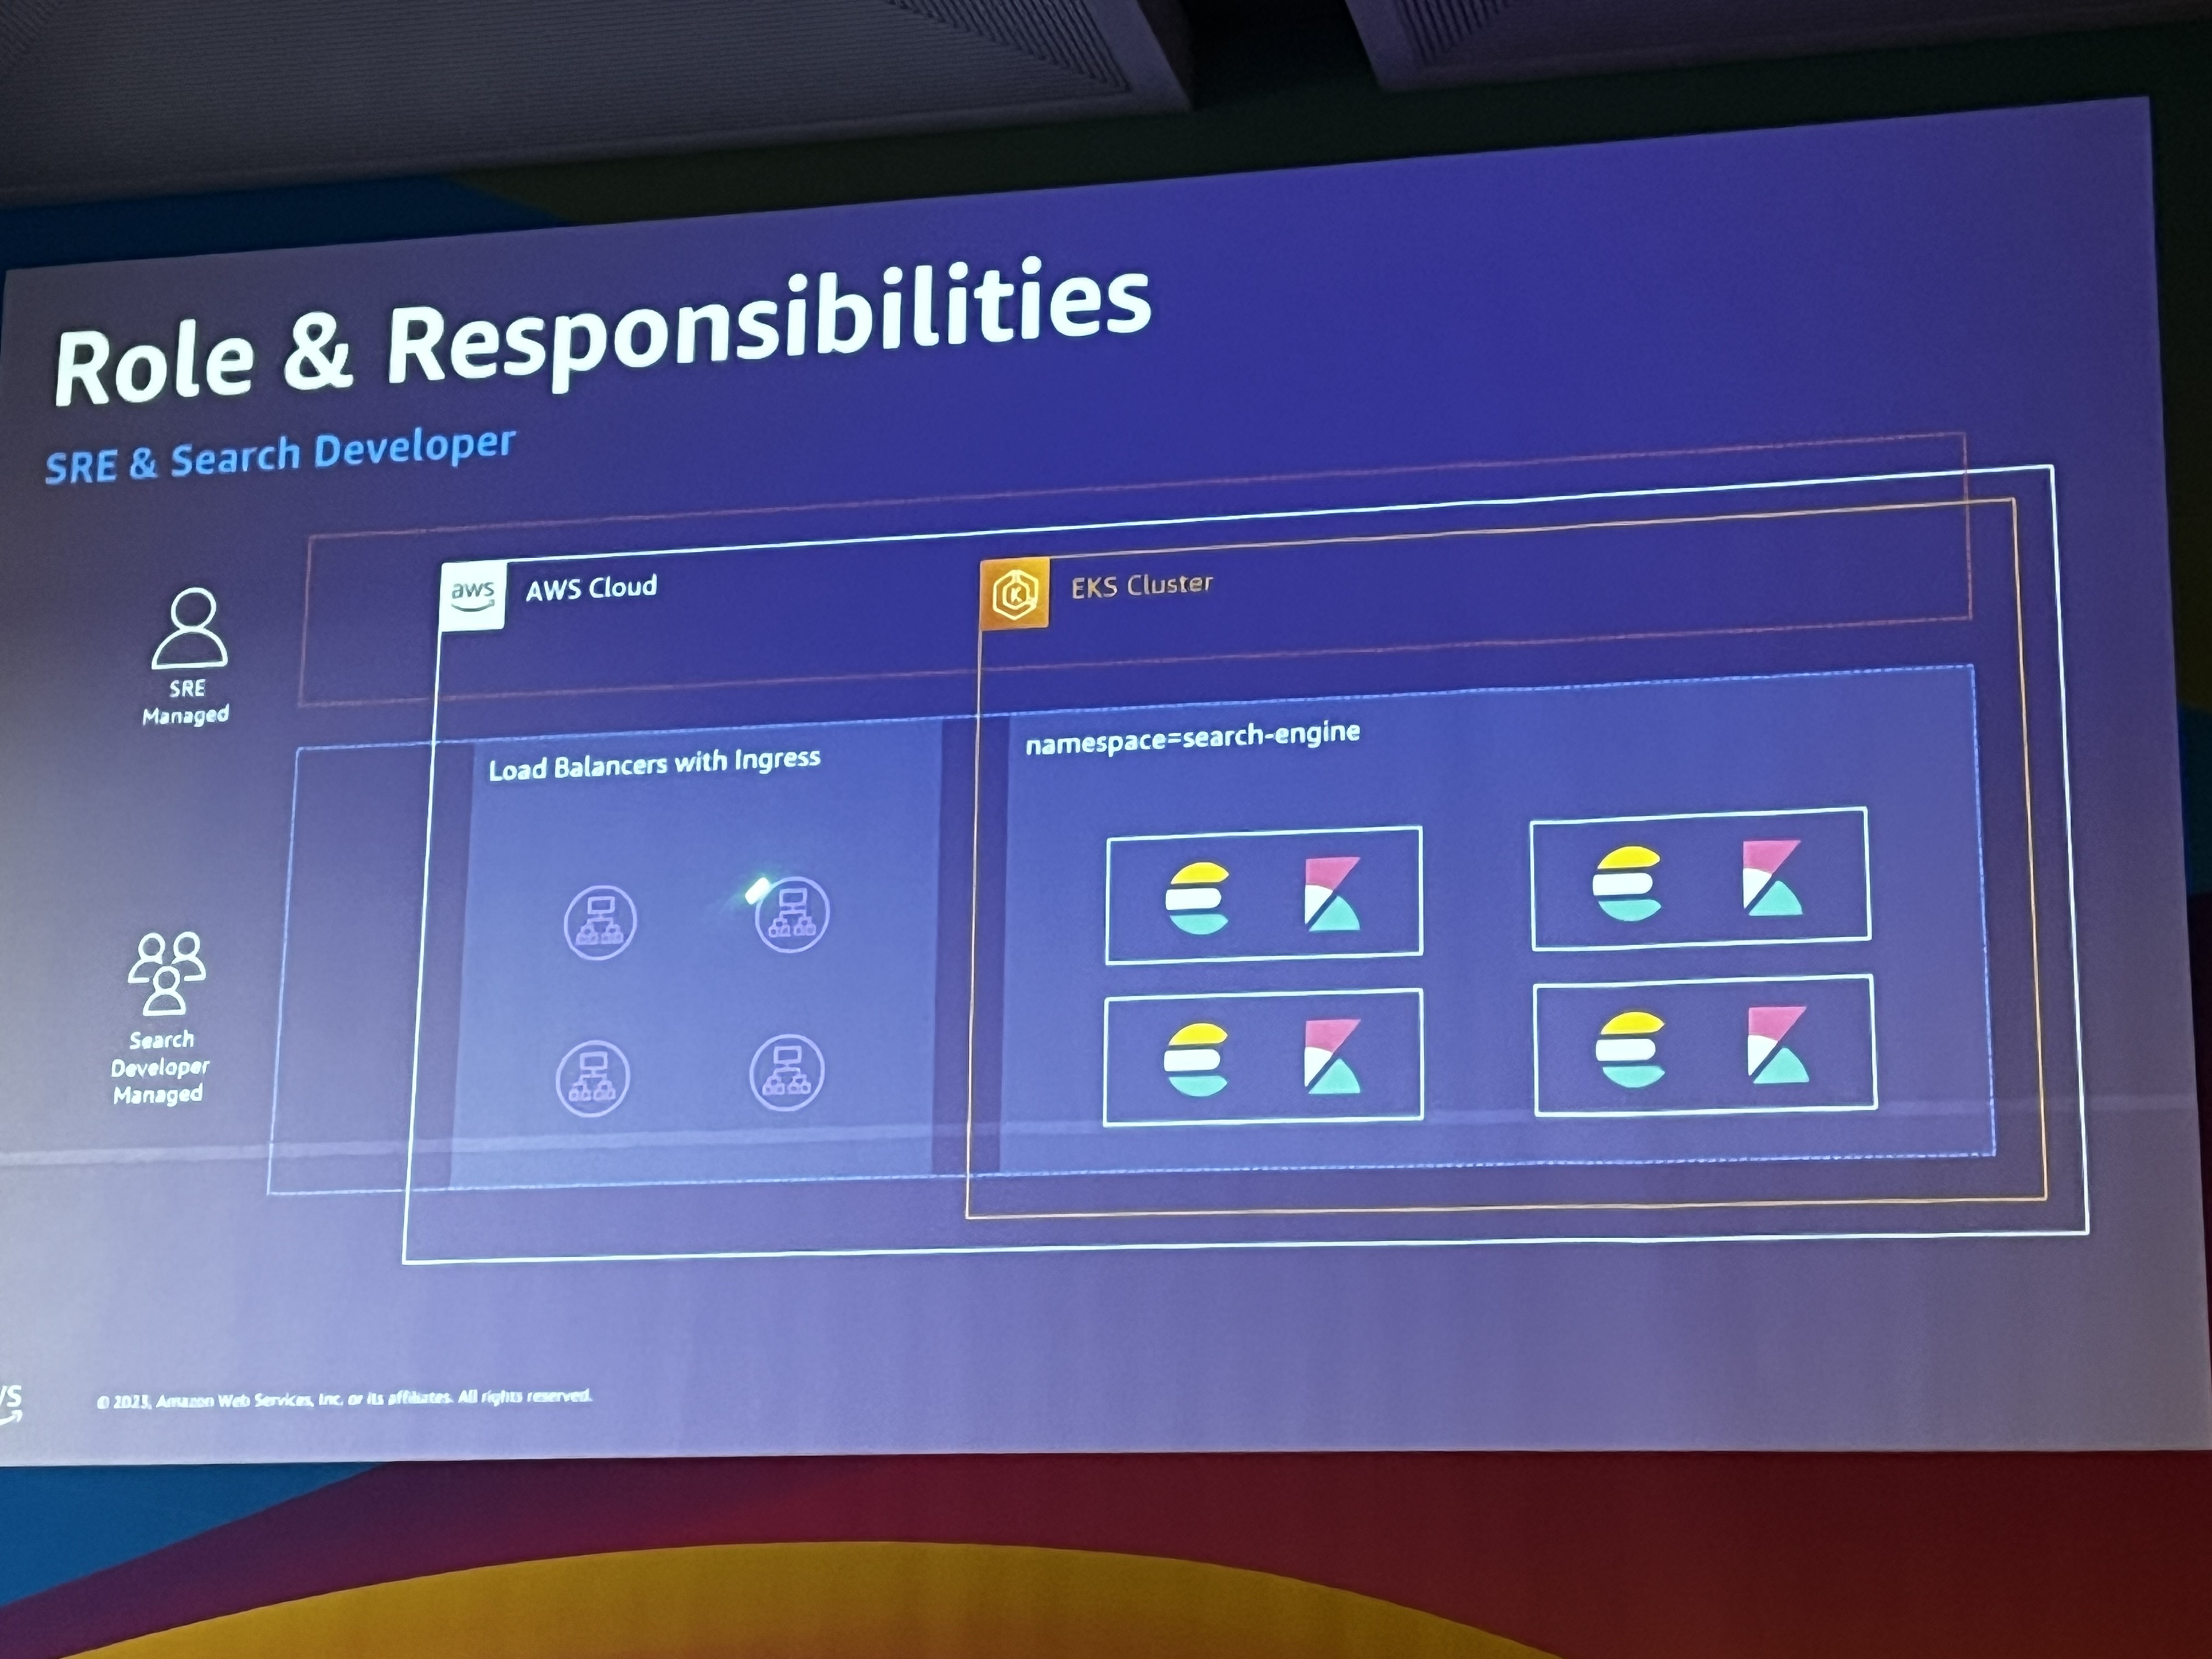 Role & Responsibilities
SRE & Search Developer
aws
AWS Cloud
EKS Cluster
SRE
Managed
Load Balancers with Ingress
namespace=search-engine
Search
Developer
Managed
© 2023, Amazon Web Services, Inc. or its affiliates. All rights reserved.